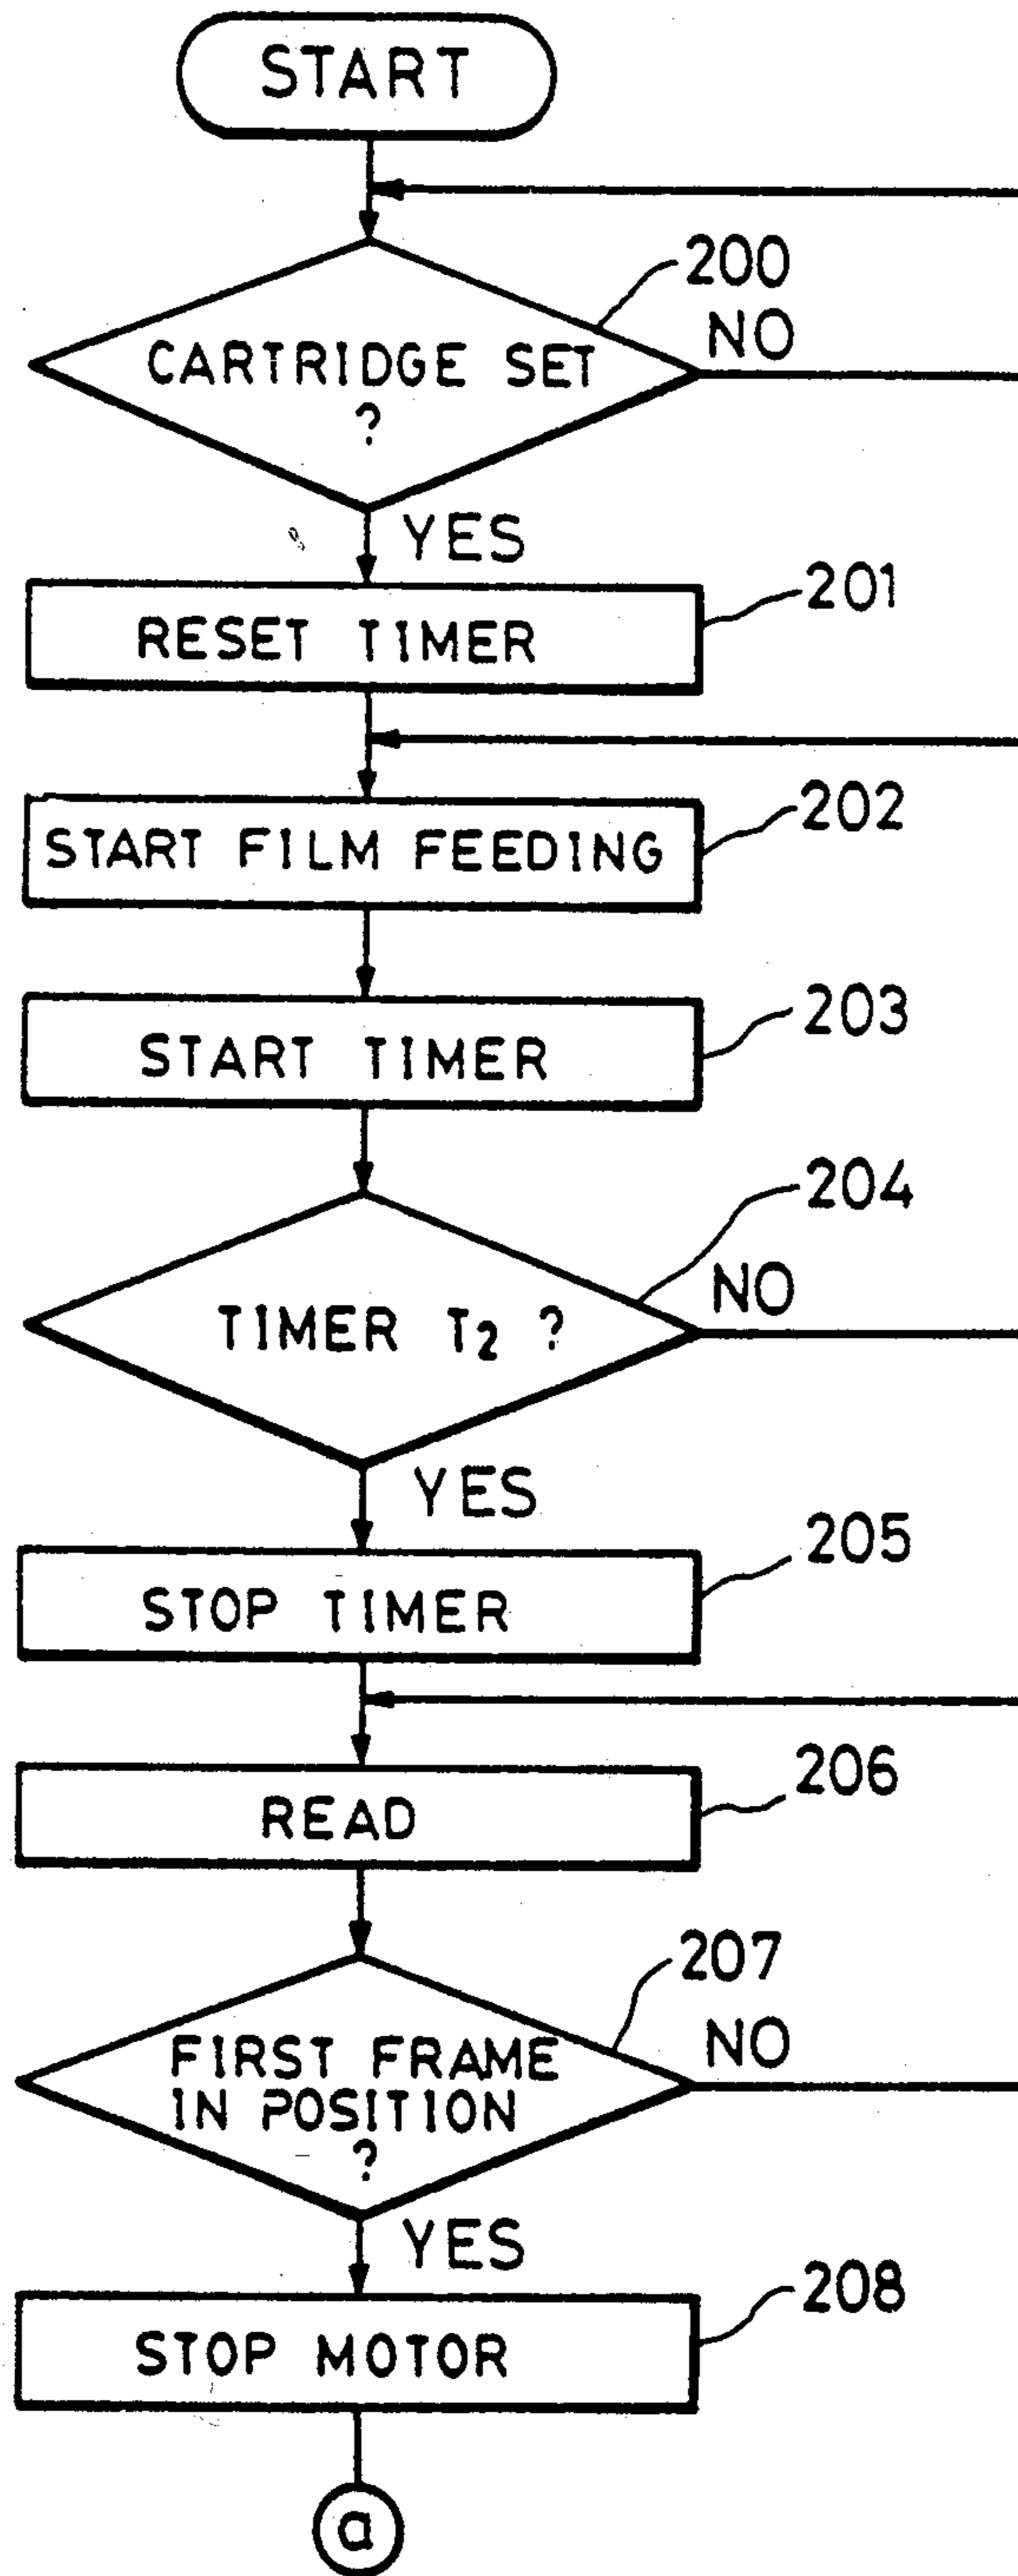 START
200
NO
CARTRIDGE SET
?
YES
201
RESET TIMER
202
START FILM FEEDING
203
START TIMER
204
NO
TIMER T2 ?
YES
205
STOP TIMER
206
READ
207
NO
FIRST FRAME
IN POSITION
?
YES
208
STOP MOTOR
a